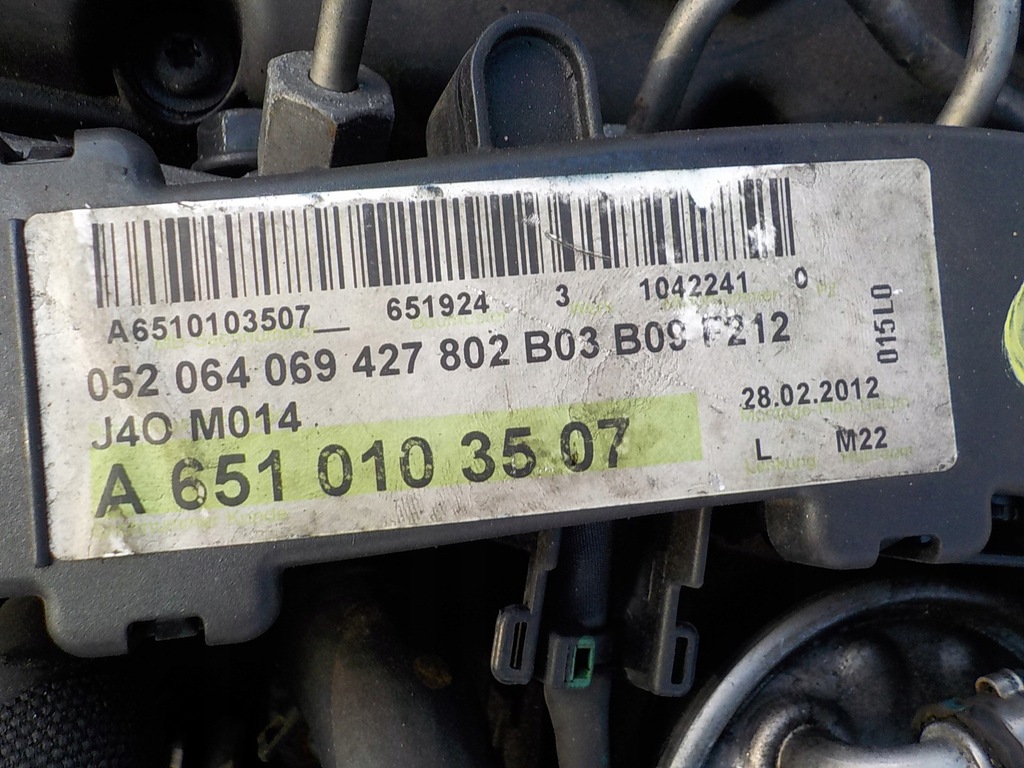 A6510103507__ 651924 3 1042241 0
052 064 069 427 802 B03 B09 F212
015L0
J4O M014
28.02.2012
A 651 010 35 07
L M22